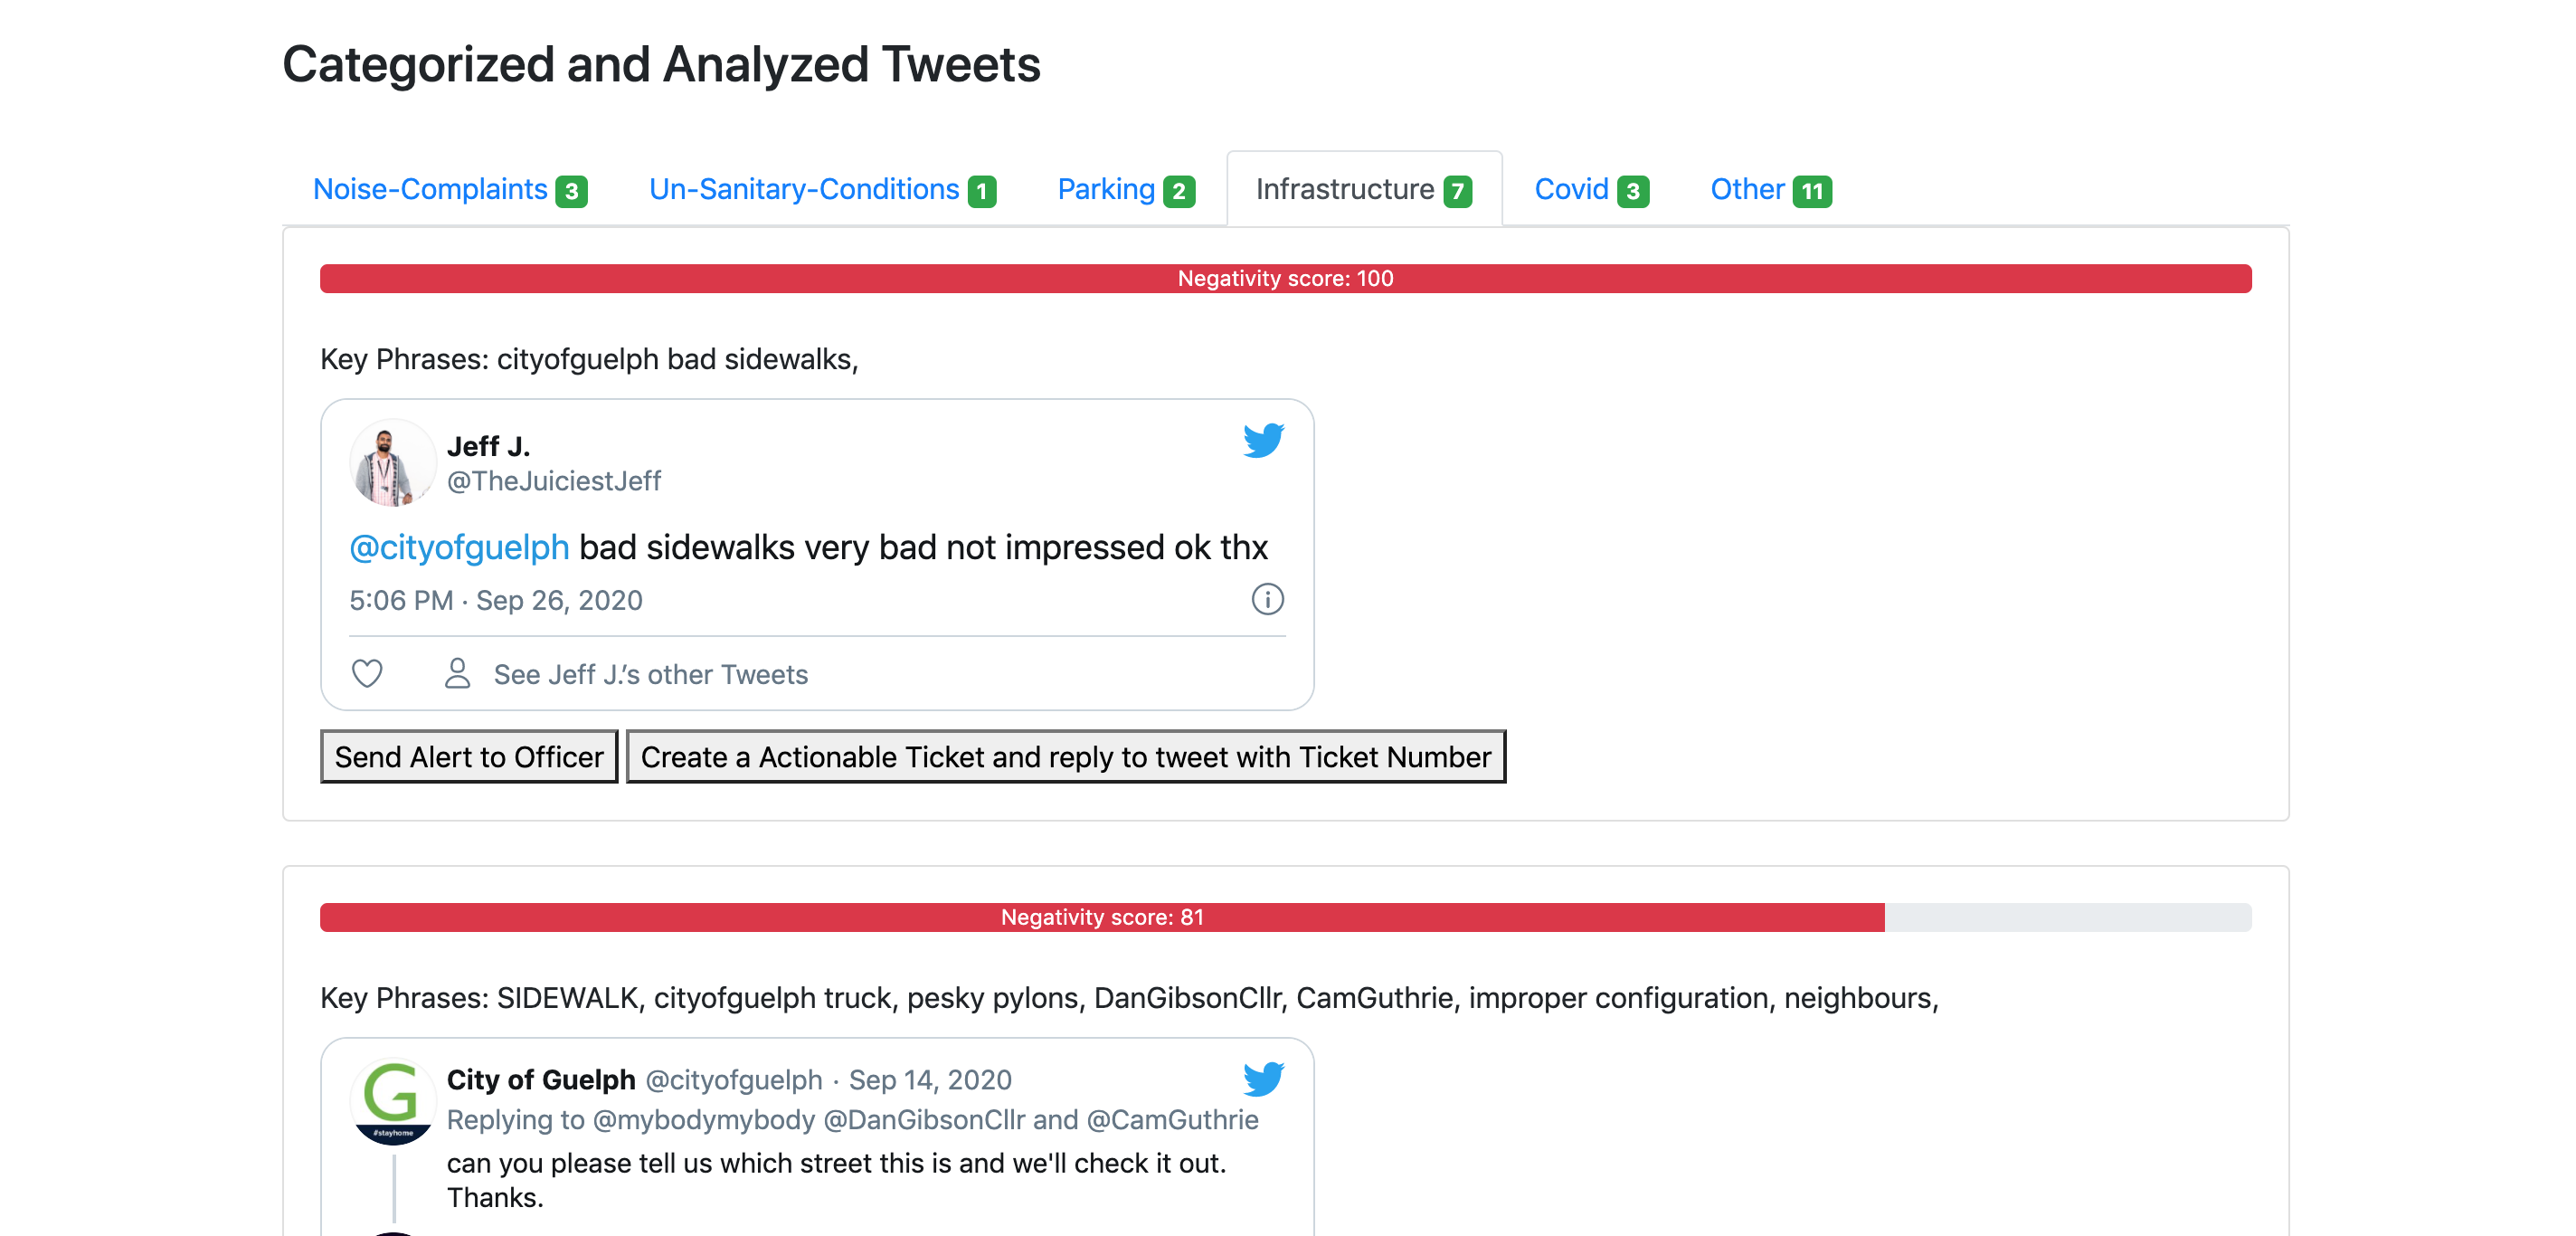 Categorized and Analyzed Tweets
Noise-Complaints 3 Un-Sanitary-Conditions 1 Parking 2 Infrastructure 7 Covid 3 Other 11
Negativity score: 100
Key Phrases: cityofguelph bad sidewalks,
Jeff J.
@TheJuiciestJeff
@cityofguelph bad sidewalks very bad not impressed ok thx
5:06 PM · Sep 26, 2020
See Jeff J.'s other Tweets
Send Alert to Officer Create a Actionable Ticket and reply to tweet with Ticket Number
Negativity score: 81
Key Phrases: SIDEWALK, cityofguelph truck, pesky pylons, DanGibsonCllr, CamGuthrie, improper configuration, neighbours,
City of Guelph @cityofguelph · Sep 14, 2020
Replying to @mybodymybody @DanGibsonCllr and @CamGuthrie
G
#stayhome
can you please tell us which street this is and we'll check it out.
Thanks.